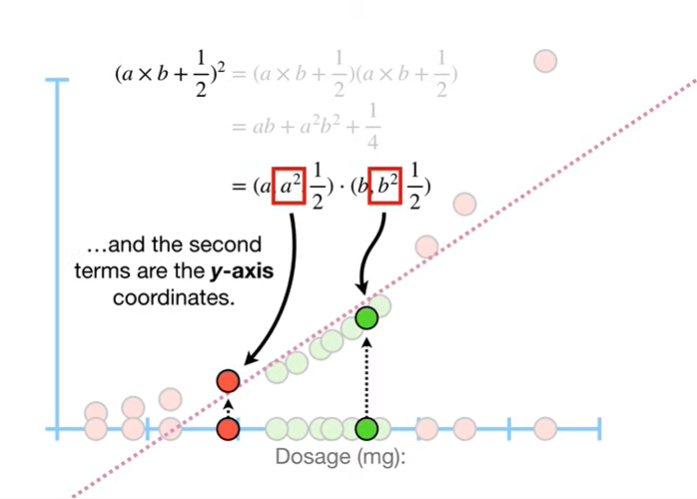 (a × b + 1/2)² = (a × b + 1/2)(a × b + 1/2)
= ab + a²b² + 1/4
= (a, a², 1/2) · (b, b², 1/2)
…and the second
terms are the y-axis
coordinates.
Dosage (mg):